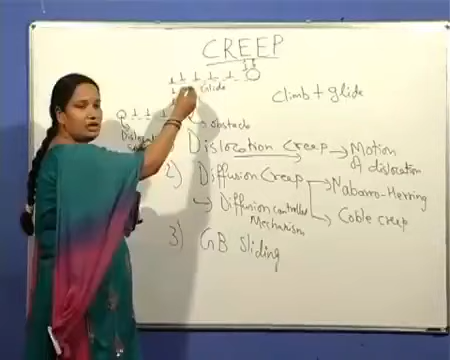 CREEP
glide
Climb + glide
obstacle
Dislocation Creep → Motion
of dislocation
2) Diffusion Creep → Nabarro-Herring
→ Diffusion controlled
Mechanism
Coble creep
3) GB sliding